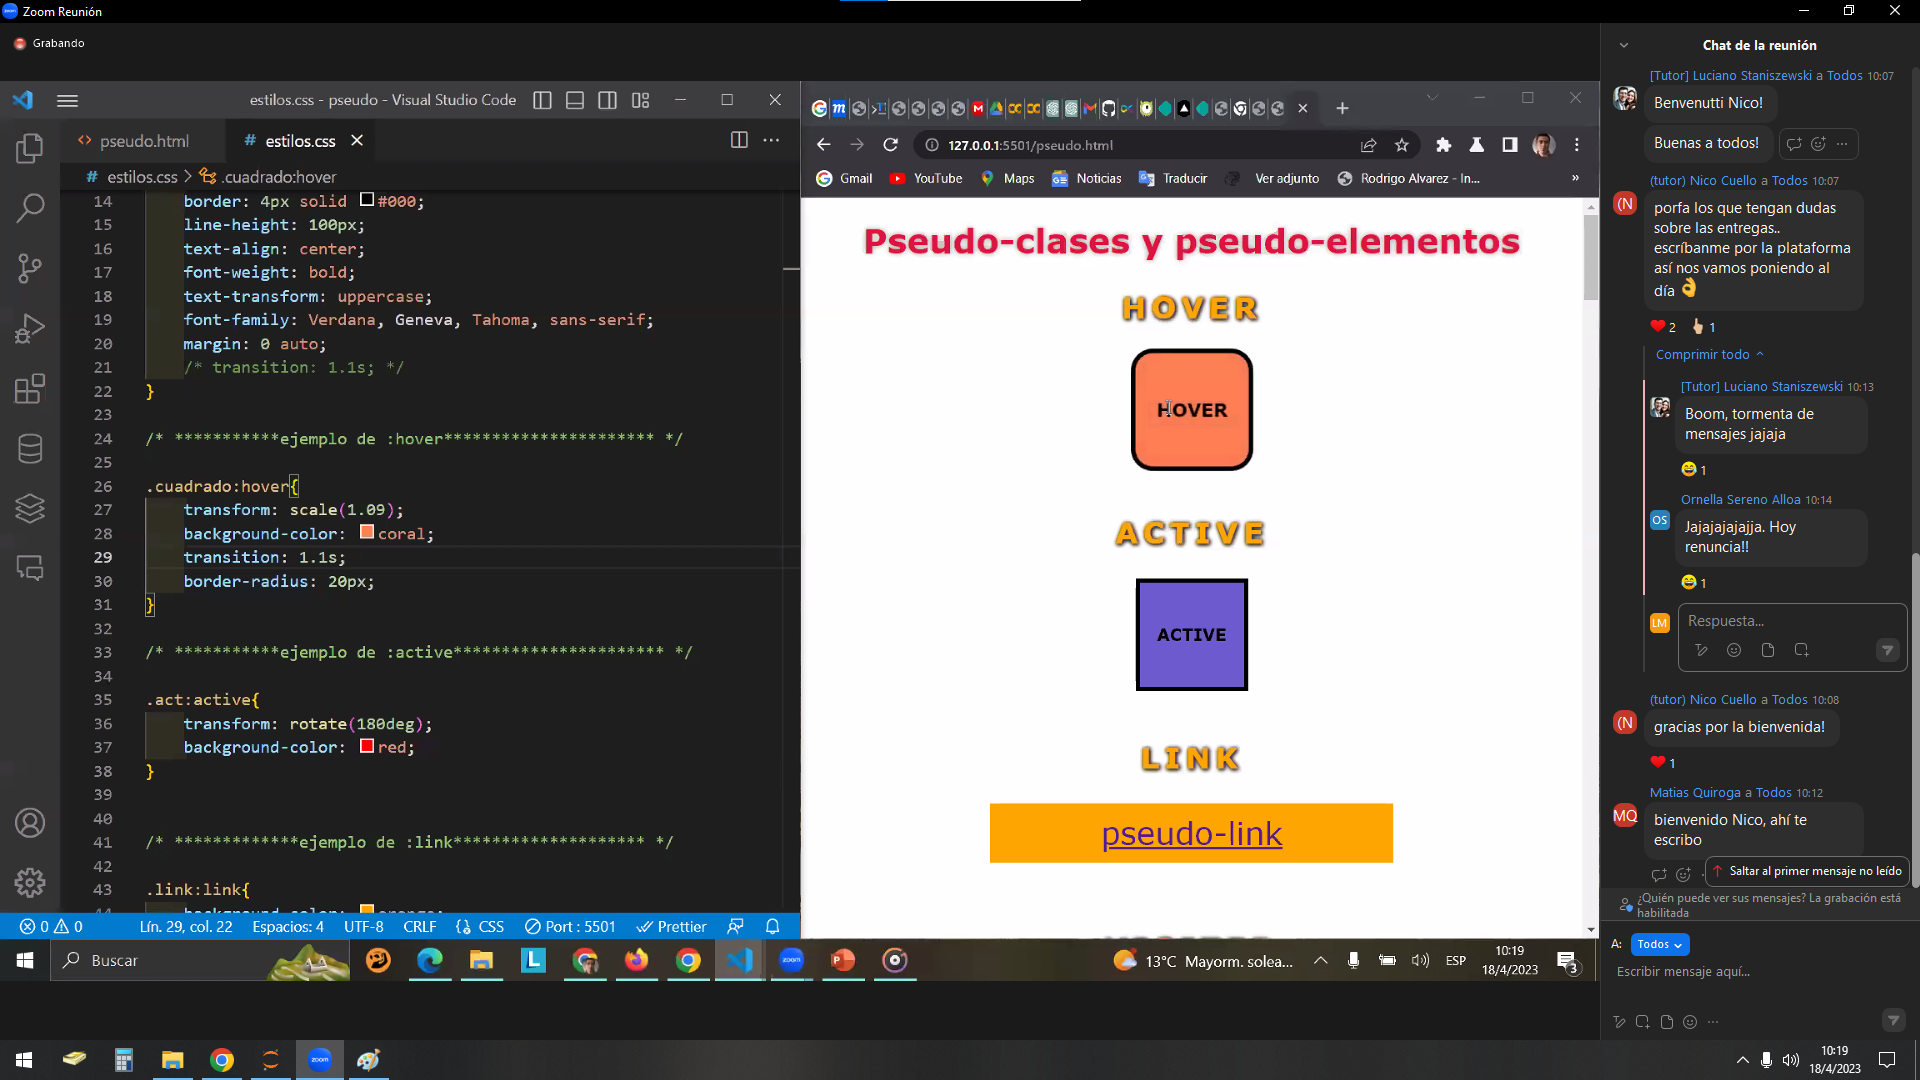 Zoom Reunión
Grabando
estilos.css - pseudo - Visual Studio Code
pseudo.html
# estilos.css
# estilos.css > .cuadrado:hover
14 border: 4px solid #000;
15 line-height: 100px;
16 text-align: center;
17 font-weight: bold;
18 text-transform: uppercase;
19 font-family: Verdana, Geneva, Tahoma, sans-serif;
20 margin: 0 auto;
21 /* transition: 1.1s; */
22 }
23
24 /* ***********ejemplo de :hover********************** */
25
26 .cuadrado:hover{
27 transform: scale(1.09);
28 background-color: coral;
29 transition: 1.1s;
30 border-radius: 20px;
31 }
32
33 /* ***********ejemplo de :active********************** */
34
35 .act:active{
36 transform: rotate(180deg);
37 background-color: red;
38 }
39
40
41 /* *************ejemplo de :link******************** */
42
43 .link:link{
0 0
Lín. 29, col. 22
Espacios: 4
UTF-8
CRLF
{} CSS
Port : 5501
Prettier
127.0.0.1:5501/pseudo.html
Gmail
YouTube
Maps
Noticias
Traducir
Ver adjunto
Rodrigo Alvarez - In...
»
Pseudo-clases y pseudo-elementos
HOVER
HOVER
ACTIVE
ACTIVE
LINK
pseudo-link
Buscar
13°C Mayorm. solea...
ESP
10:19
18/4/2023
3
Chat de la reunión
[Tutor] Luciano Staniszewski a Todos 10:07
Benvenutti Nico!
Buenas a todos!
(tutor) Nico Cuello a Todos 10:07
(N
porfa los que tengan dudas
sobre las entregas..
escríbanme por la plataforma
así nos vamos poniendo al
día
2
1
Comprimir todo
[Tutor] Luciano Staniszewski 10:13
Boom, tormenta de
mensajes jajaja
1
Ornella Sereno Alloa 10:14
OS
Jajajajajajja. Hoy
renuncia!!
1
LM
Respuesta...
(tutor) Nico Cuello a Todos 10:08
(N
gracias por la bienvenida!
1
Matias Quiroga a Todos 10:12
MQ
bienvenido Nico, ahí te
escribo
Saltar al primer mensaje no leído
¿Quién puede ver sus mensajes? La grabación está
habilitada
A: Todos
Escribir mensaje aquí...
10:19
18/4/2023